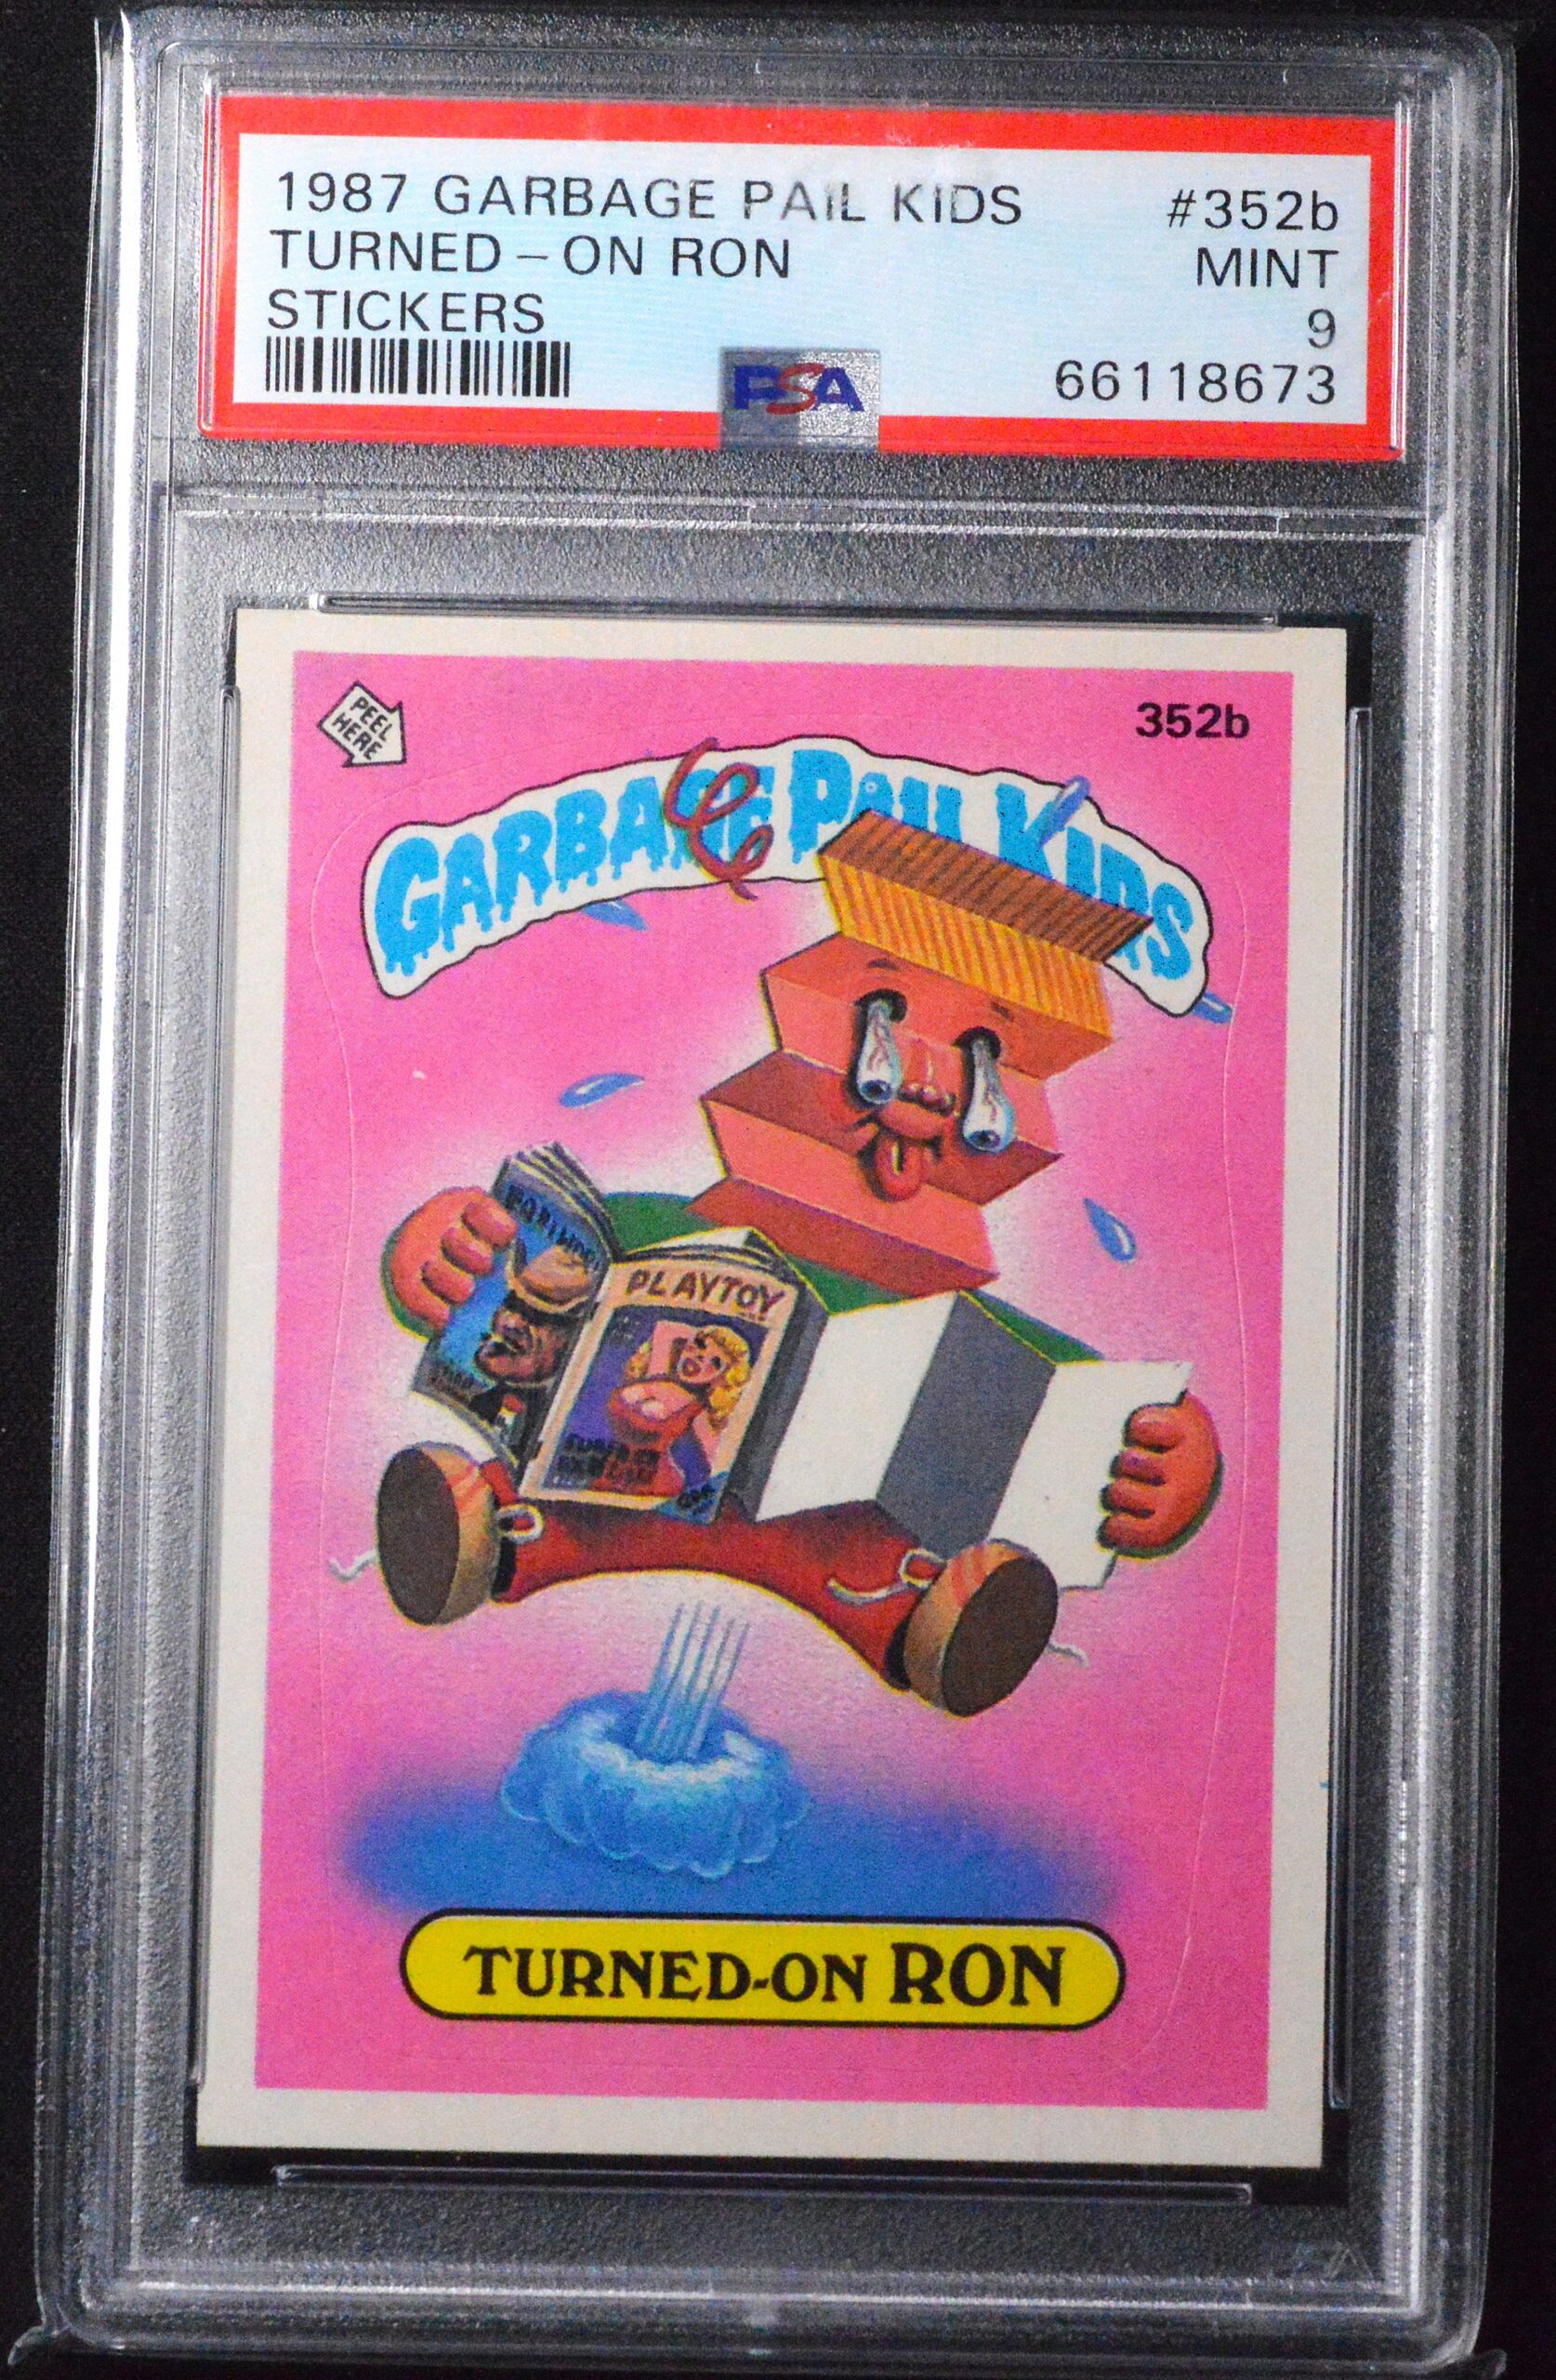 1987 GARBAGE PAIL KIDS
#352b
TURNED-ON RON
MINT
STICKERS
9
PSA
66118673
PEEL
HERE
352b
GARBAGE PAIL KIDS
PLAYTOY
TURNED-ON RON